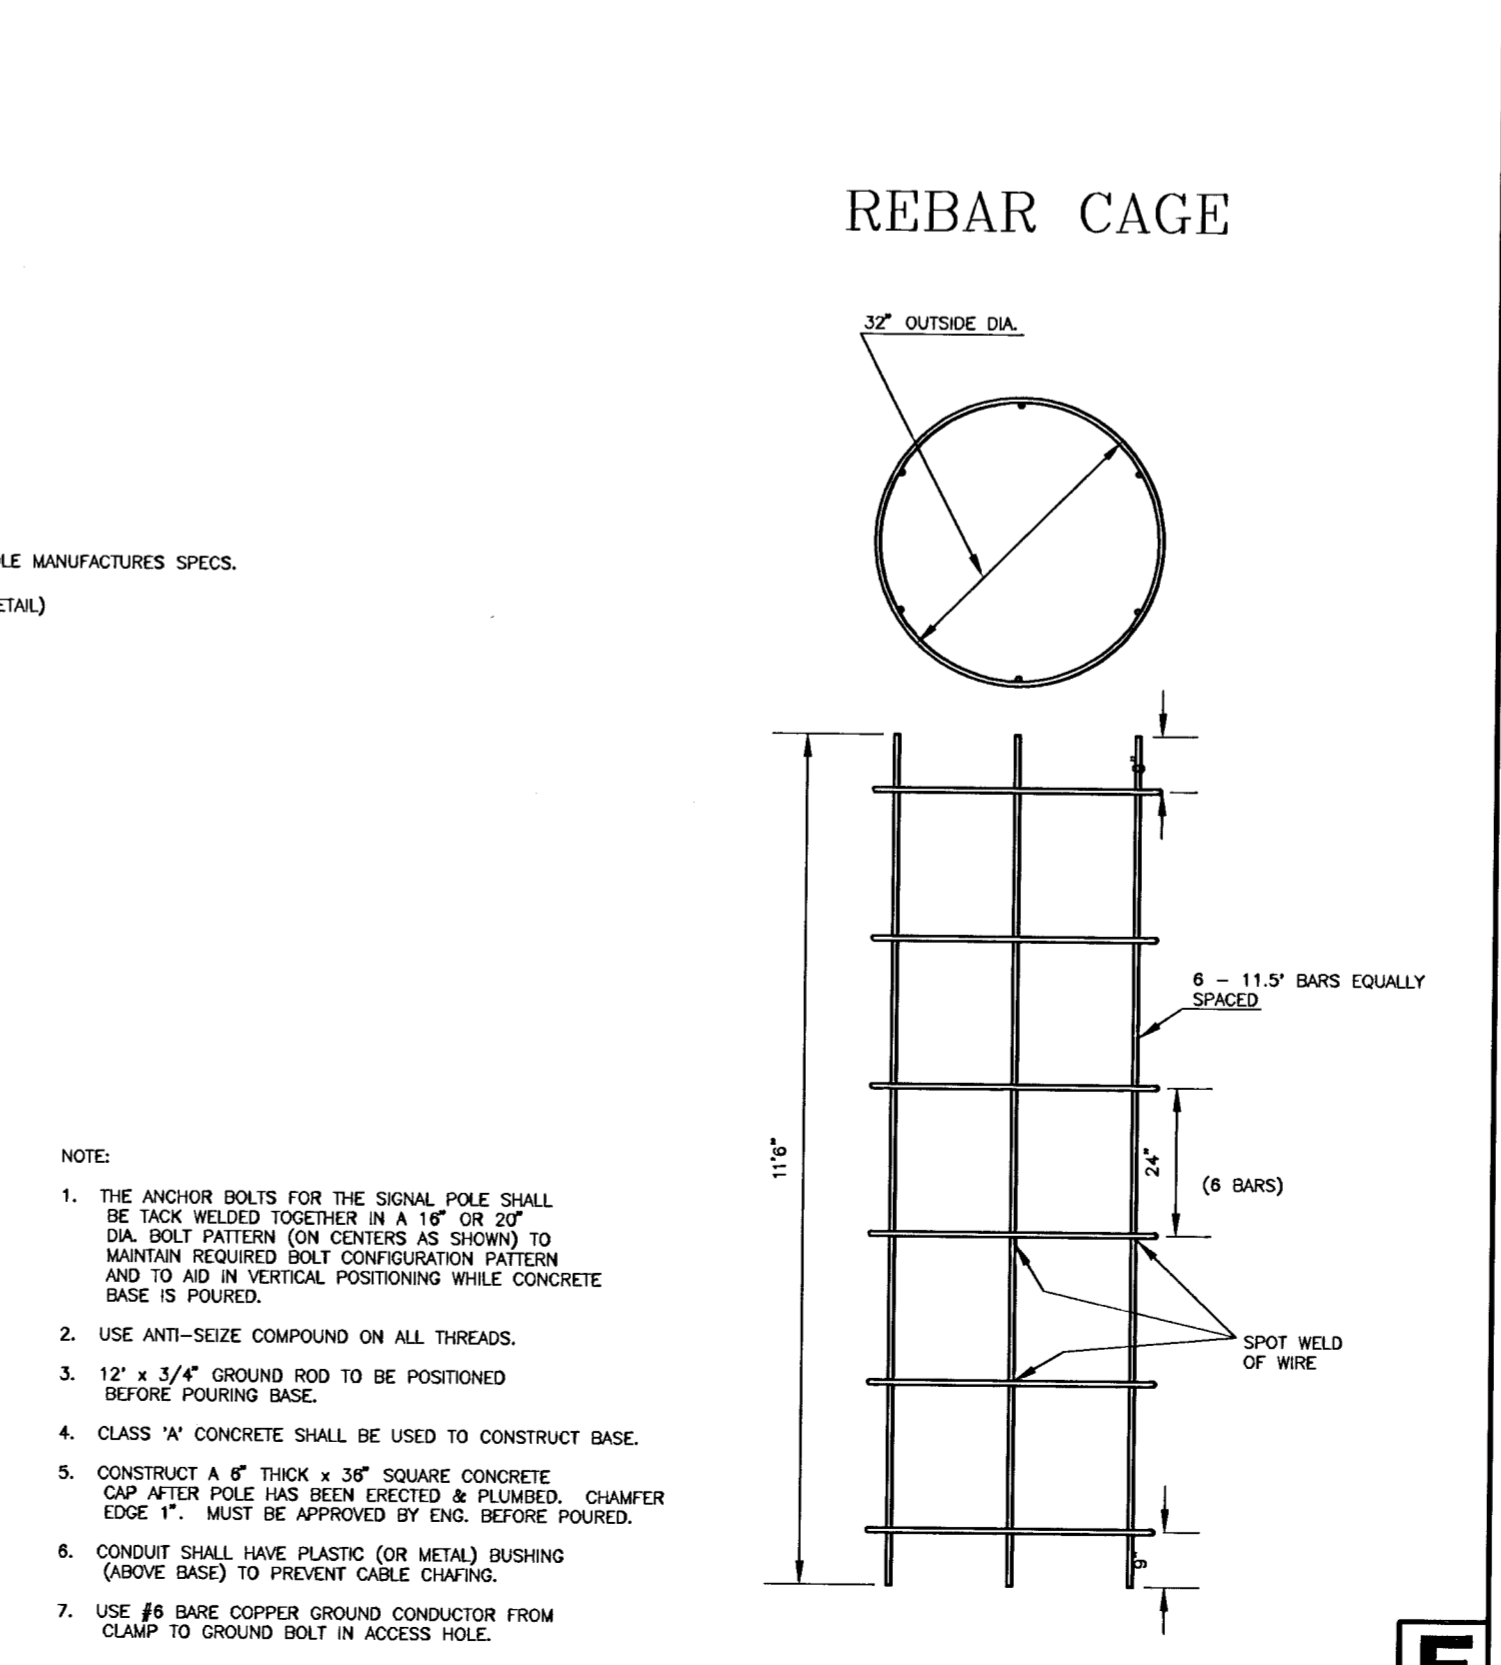 REBAR CAGE
32" OUTSIDE DIA.
LE MANUFACTURES SPECS.
ETAIL)
6 – 11.5' BARS EQUALLY
SPACED
11'6"
24"
(6 BARS)
SPOT WELD
OF WIRE
9"
NOTE:
1. THE ANCHOR BOLTS FOR THE SIGNAL POLE SHALL
BE TACK WELDED TOGETHER IN A 16" OR 20"
DIA. BOLT PATTERN (ON CENTERS AS SHOWN) TO
MAINTAIN REQUIRED BOLT CONFIGURATION PATTERN
AND TO AID IN VERTICAL POSITIONING WHILE CONCRETE
BASE IS POURED.
2. USE ANTI–SEIZE COMPOUND ON ALL THREADS.
3. 12' x 3/4" GROUND ROD TO BE POSITIONED
BEFORE POURING BASE.
4. CLASS 'A' CONCRETE SHALL BE USED TO CONSTRUCT BASE.
5. CONSTRUCT A 6" THICK x 36" SQUARE CONCRETE
CAP AFTER POLE HAS BEEN ERECTED & PLUMBED. CHAMFER
EDGE 1". MUST BE APPROVED BY ENG. BEFORE POURED.
6. CONDUIT SHALL HAVE PLASTIC (OR METAL) BUSHING
(ABOVE BASE) TO PREVENT CABLE CHAFING.
7. USE #6 BARE COPPER GROUND CONDUCTOR FROM
CLAMP TO GROUND BOLT IN ACCESS HOLE.